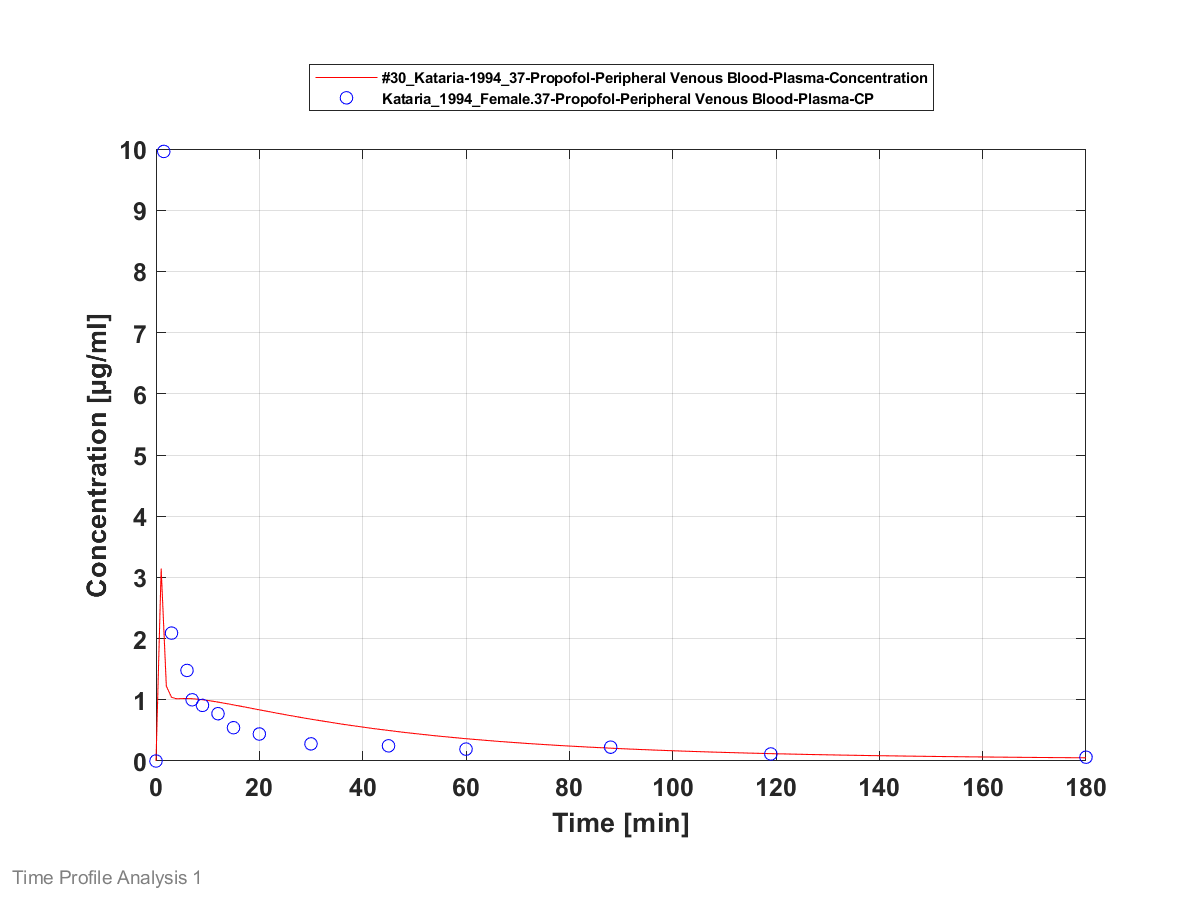 #30_Kataria-1994_37-Propofol-Peripheral Venous Blood-Plasma-Concentration
Kataria_1994_Female.37-Propofol-Peripheral Venous Blood-Plasma-CP
10
9
8
7
6
5
4
3
2
1
0
Concentration [µg/ml]
0 20 40 60 80 100 120 140 160 180
Time [min]
Time Profile Analysis 1